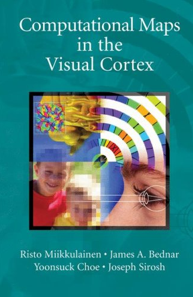 Computational Maps
in the
Visual Cortex
Risto Miikkulainen • James A. Bednar
Yoonsuck Choe • Joseph Sirosh